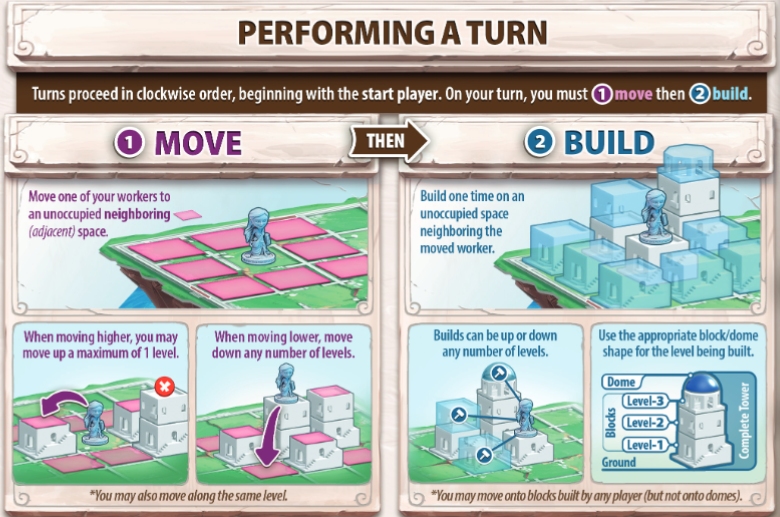 PERFORMING A TURN
Turns proceed in clockwise order, beginning with the start player. On your turn, you must 1 move then 2 build.
1 MOVE
THEN
2 BUILD
Move one of your workers to
an unoccupied neighboring
(adjacent) space.
Build one time on an
unoccupied space
neighboring the
moved worker.
When moving higher, you may
move up a maximum of 1 level.
When moving lower, move
down any number of levels.
Builds can be up or down
any number of levels.
Use the appropriate block/dome
shape for the level being built.
Dome
Level-3
Level-2
Level-1
Blocks
Ground
Complete Tower
*You may also move along the same level.
*You may move onto blocks built by any player (but not onto domes).